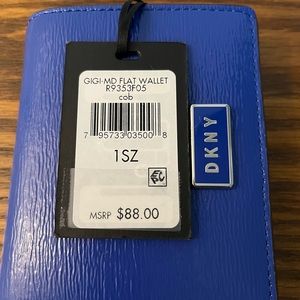 GIGI-MD FLAT WALLET
R9353F05
cob
7 95733 03500 8
1SZ
MSRP $88.00
DKNY